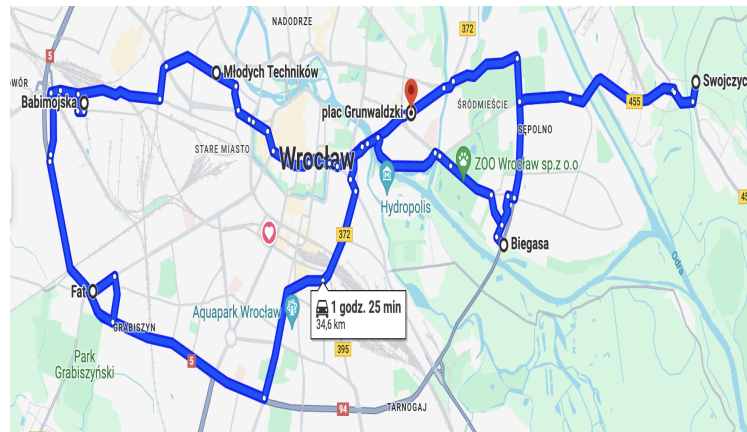 NADODRZE
372
5
Młodych Techników
Swojczyc
Babimojska
plac Grunwaldzki
ŚRÓDMIEŚCIE
455
SĘPOLNO
STARE MIASTO
Wrocław
ZOO Wrocław sp.z o.o
Hydropolis
372
Biegasa
Odra
Fat
1 godz. 25 min
34,6 km
Aquapark Wrocław
GRABISZYN
395
Park
Grabiszyński
5
94
TARNOGAJ